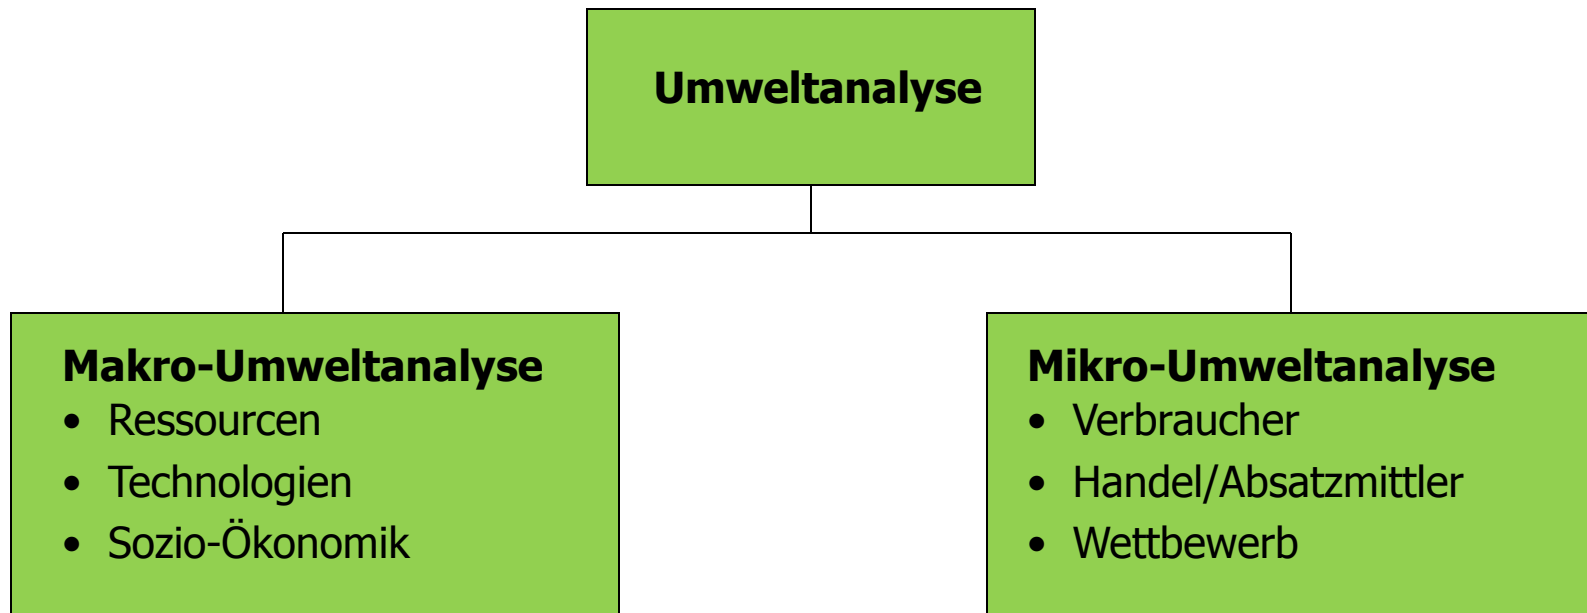 Umweltanalyse
Makro-Umweltanalyse
• Ressourcen
• Technologien
• Sozio-Ökonomik
Mikro-Umweltanalyse
• Verbraucher
• Handel/Absatzmittler
• Wettbewerb